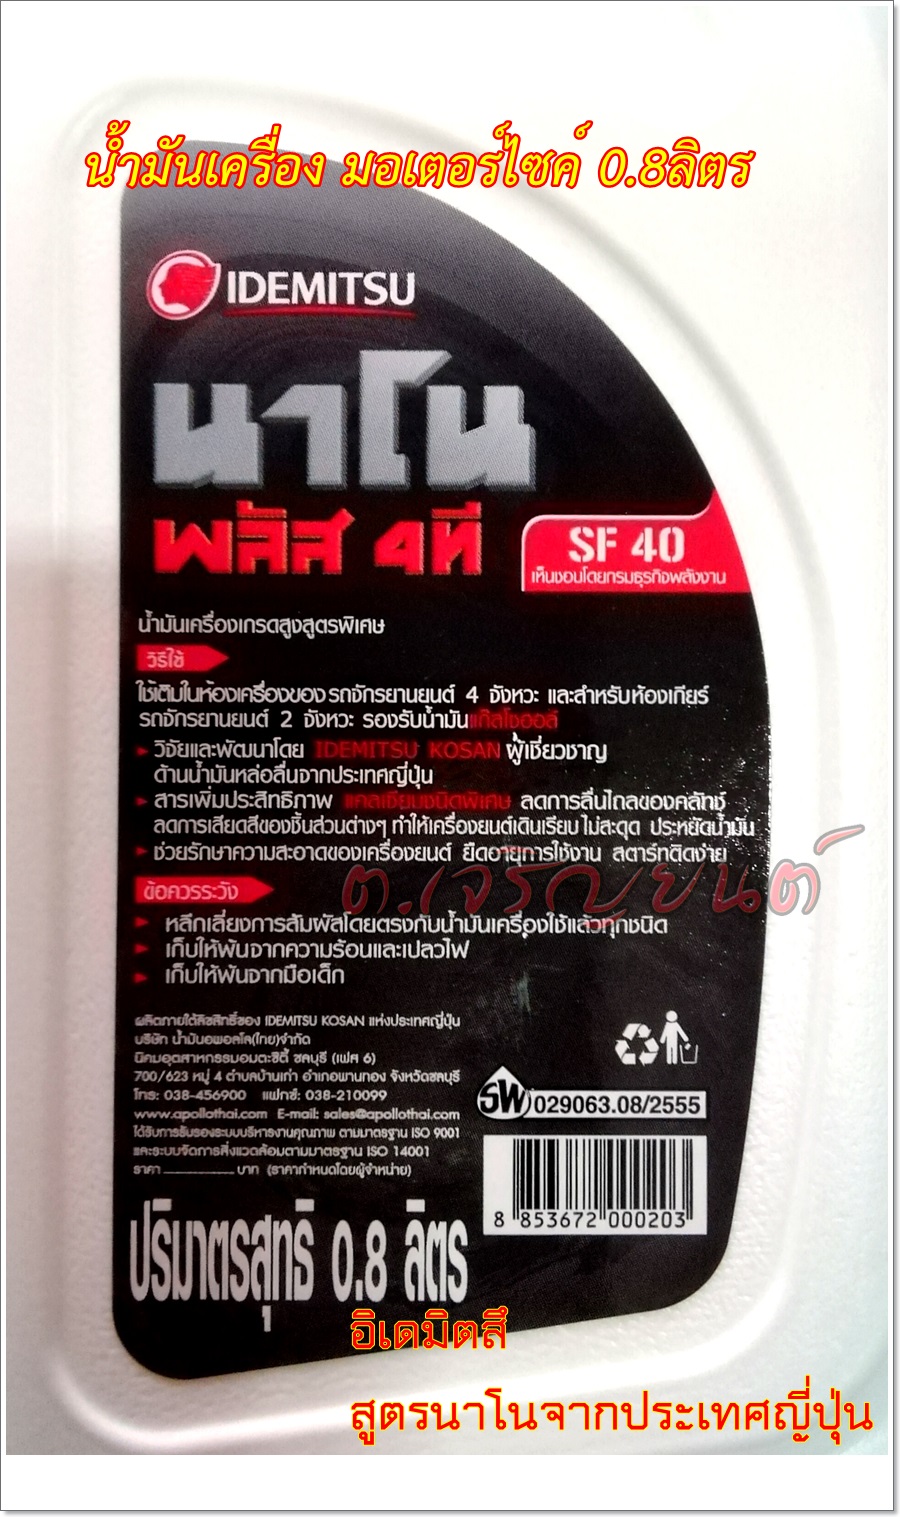 น้ำมันเครื่อง มอเตอร์ไซค์ 0.8ลิตร
IDEMITSU
นาโน
พลัส 4ที
SF 40
เห็นชอบโดยกรมธุรกิจพลังงาน
น้ำมันเครื่องเกรดสูงสูตรพิเศษ
วิธีใช้
ใช้เติมในห้องเครื่องของรถจักรยานยนต์ 4 จังหวะ และสำหรับห้องเกียร์
รถจักรยานยนต์ 2 จังหวะ รองรับน้ำมันแก๊สโซฮอล์
วิจัยและพัฒนาโดย IDEMITSU KOSAN ผู้เชี่ยวชาญ
ด้านน้ำมันหล่อลื่นจากประเทศญี่ปุ่น
สารเพิ่มประสิทธิภาพ แคลเซียมชนิดพิเศษ ลดการลื่นไถลของคลัทช์
ลดการเสียดสีของชิ้นส่วนต่างๆ ทำให้เครื่องยนต์เดินเรียบ ไม่สะดุด ประหยัดน้ำมัน
ช่วยรักษาความสะอาดของเครื่องยนต์ ยืดอายุการใช้งาน สตาร์ทติดง่าย
ต.เจริญยนต์
ข้อควรระวัง
หลีกเลี่ยงการสัมผัสโดยตรงกับน้ำมันเครื่องใช้แล้วทุกชนิด
เก็บให้พ้นจากความร้อนและเปลวไฟ
เก็บให้พ้นจากมือเด็ก
ผลิตภายใต้ลิขสิทธิ์ของ IDEMITSU KOSAN แห่งประเทศญี่ปุ่น
บริษัท น้ำมันอพอลโล(ไทย)จำกัด
นิคมอุตสาหกรรมอมตะซิตี้ ชลบุรี (เฟส 6)
700/623 หมู่ 4 ตำบลบ้านเก่า อำเภอพานทอง จังหวัดชลบุรี
โทร: 038-456900 แฟกซ์: 038-210099
www.apollothai.com E-mail: sales@apollothai.com
ได้รับการรับรองระบบบริหารงานคุณภาพ ตามมาตรฐาน ISO 9001
และระบบจัดการสิ่งแวดล้อมตามมาตรฐาน ISO 14001
ราคา ............ บาท (ราคากำหนดโดยผู้จำหน่าย)
ธพ 029063.08/2555
8 853672 000203
ปริมาตรสุทธิ 0.8 ลิตร
อิเดมิตสึ
สูตรนาโนจากประเทศญี่ปุ่น